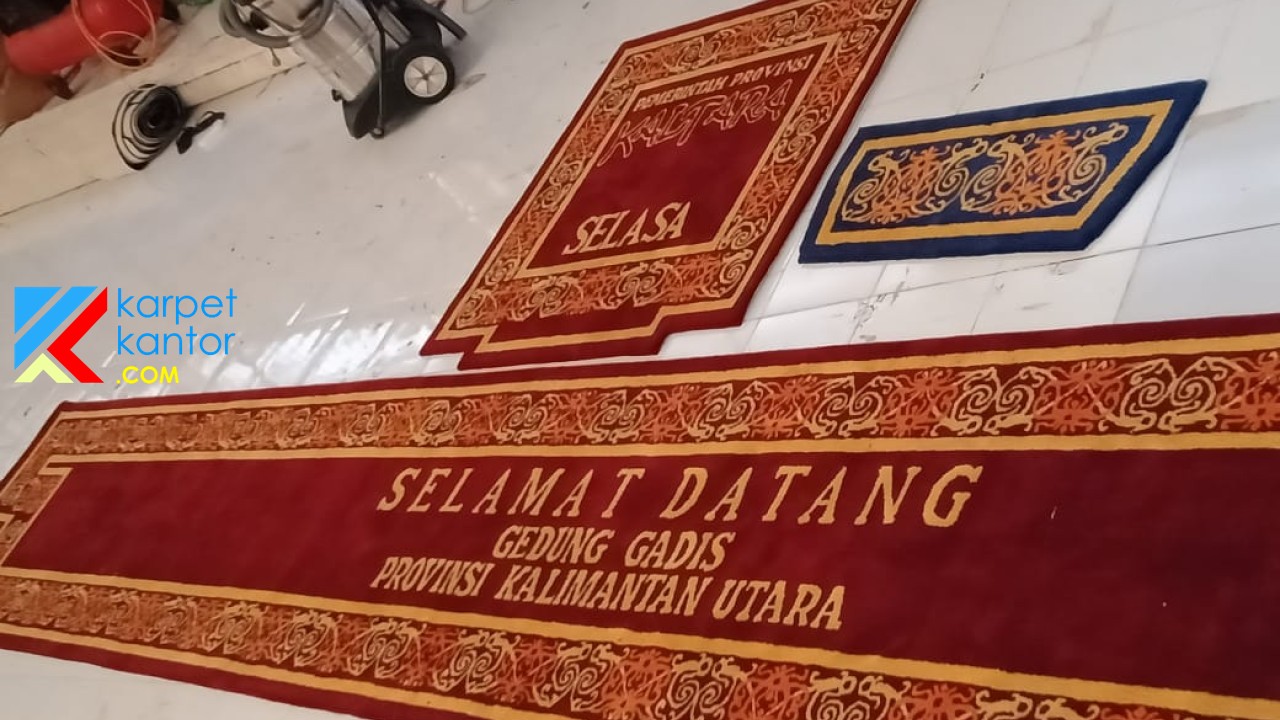 PEMERINTAH PROVINSI
KALTARA
SELASA
karpet
kantor
.COM
SELAMAT DATANG
GEDUNG GADIS
PROVINSI KALIMANTAN UTARA